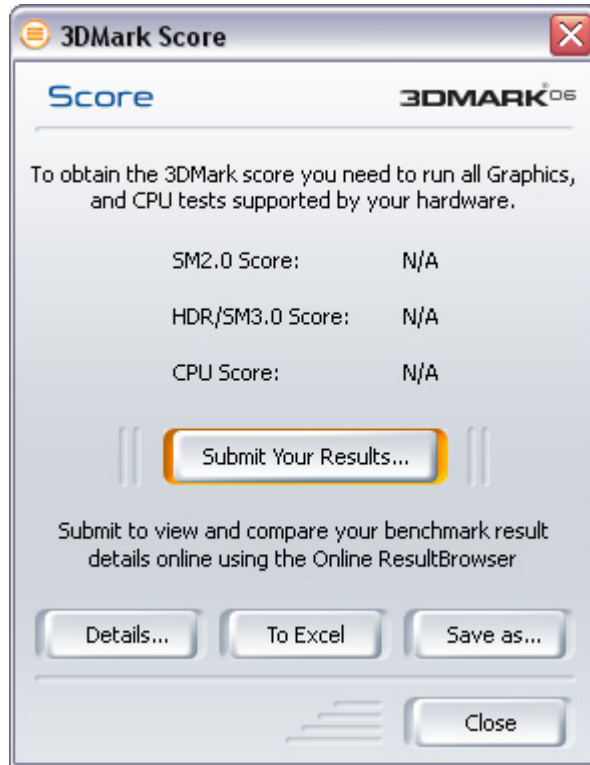 3DMark Score
Score
3DMARK®06
To obtain the 3DMark score you need to run all Graphics,
and CPU tests supported by your hardware.
SM2.0 Score: N/A
HDR/SM3.0 Score: N/A
CPU Score: N/A
Submit Your Results...
Submit to view and compare your benchmark result
details online using the Online ResultBrowser
Details... To Excel Save as...
Close